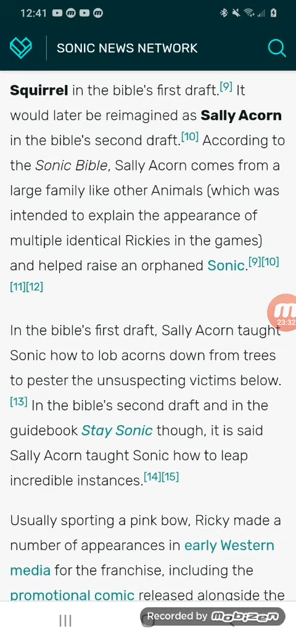 12:41
SONIC NEWS NETWORK
Squirrel in the bible's first draft.[9] It
would later be reimagined as Sally Acorn
in the bible's second draft.[10] According to
the Sonic Bible, Sally Acorn comes from a
large family like other Animals (which was
intended to explain the appearance of
multiple identical Rickies in the games)
and helped raise an orphaned Sonic.[9][10]
[11][12]
23:32
In the bible's first draft, Sally Acorn taught
Sonic how to lob acorns down from trees
to pester the unsuspecting victims below.
[13] In the bible's second draft and in the
guidebook Stay Sonic though, it is said
Sally Acorn taught Sonic how to leap
incredible instances.[14][15]
Usually sporting a pink bow, Ricky made a
number of appearances in early Western
media for the franchise, including the
promotional comic released alongside the
Recorded by mobizen